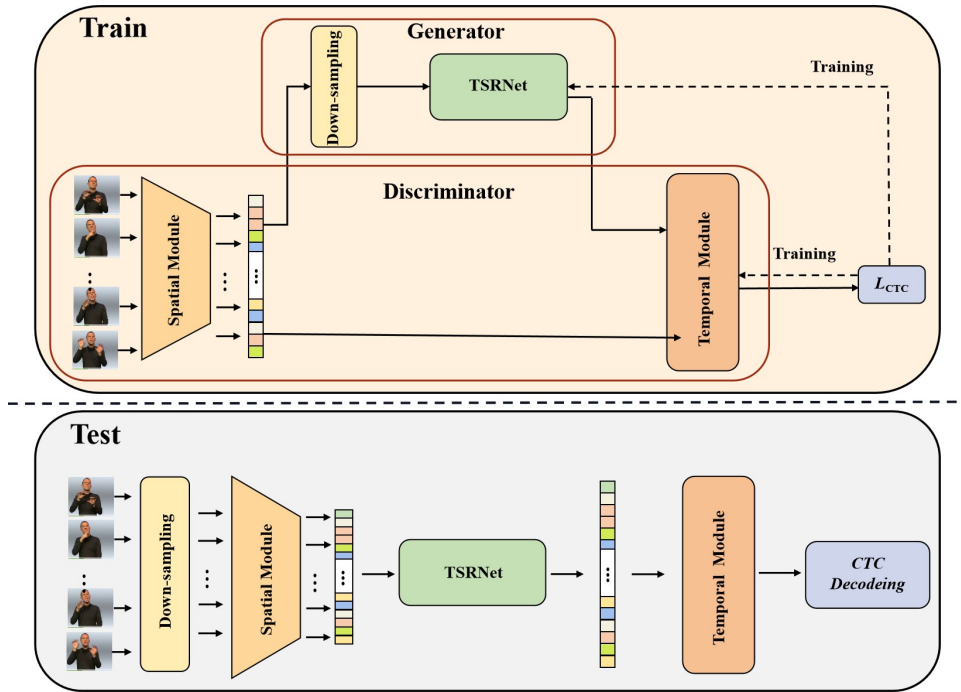 Train
Generator
Down-sampling
TSRNet
Training
Discriminator
Spatial Module
...
...
...
Temporal Module
Training
L_CTC
Test
Down-sampling
Spatial Module
TSRNet
Temporal Module
CTC
Decodeing
...
...
...
...
...